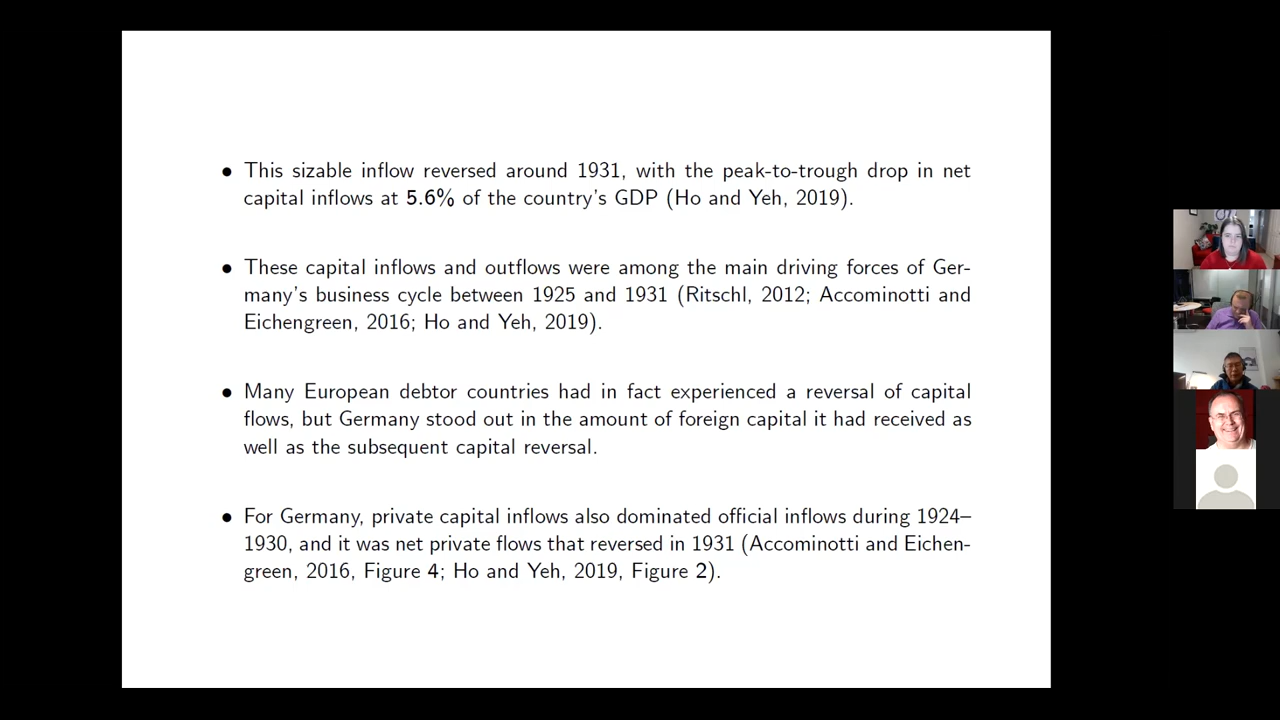 • This sizable inflow reversed around 1931, with the peak-to-trough drop in net
capital inflows at 5.6% of the country's GDP (Ho and Yeh, 2019).
• These capital inflows and outflows were among the main driving forces of Ger-
many's business cycle between 1925 and 1931 (Ritschl, 2012; Accominotti and
Eichengreen, 2016; Ho and Yeh, 2019).
• Many European debtor countries had in fact experienced a reversal of capital
flows, but Germany stood out in the amount of foreign capital it had received as
well as the subsequent capital reversal.
• For Germany, private capital inflows also dominated official inflows during 1924–
1930, and it was net private flows that reversed in 1931 (Accominotti and Eichen-
green, 2016, Figure 4; Ho and Yeh, 2019, Figure 2).